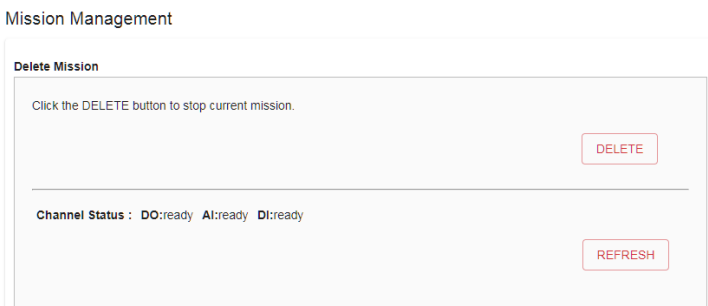 Mission Management
Delete Mission
Click the DELETE button to stop current mission.
DELETE
Channel Status : DO:ready AI:ready DI:ready
REFRESH